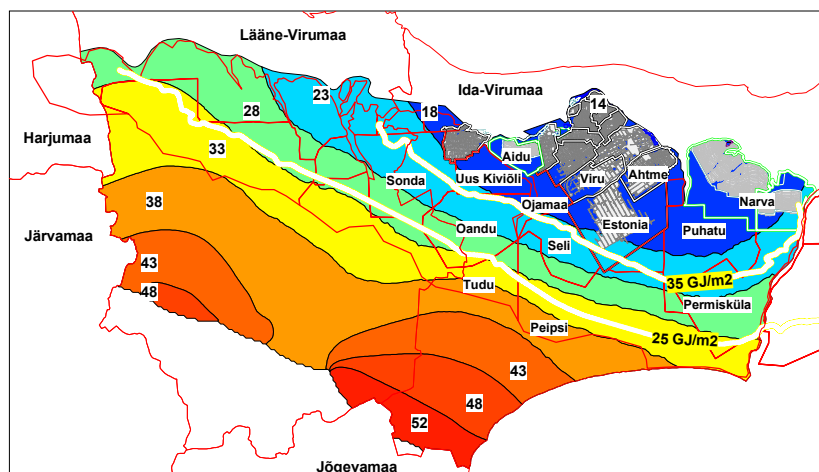 Lääne-Virumaa
Ida-Virumaa
23
14
28
18
Harjumaa
33
Aidu
Uus Kiviõli
Viru
Ahtme
Sonda
38
Ojamaa
Narva
Oandu
Estonia
Puhatu
Järvamaa
Seli
43
35 GJ/m2
48
Tudu
Permisküla
Peipsi
25 GJ/m2
43
48
52
Jõgevamaa